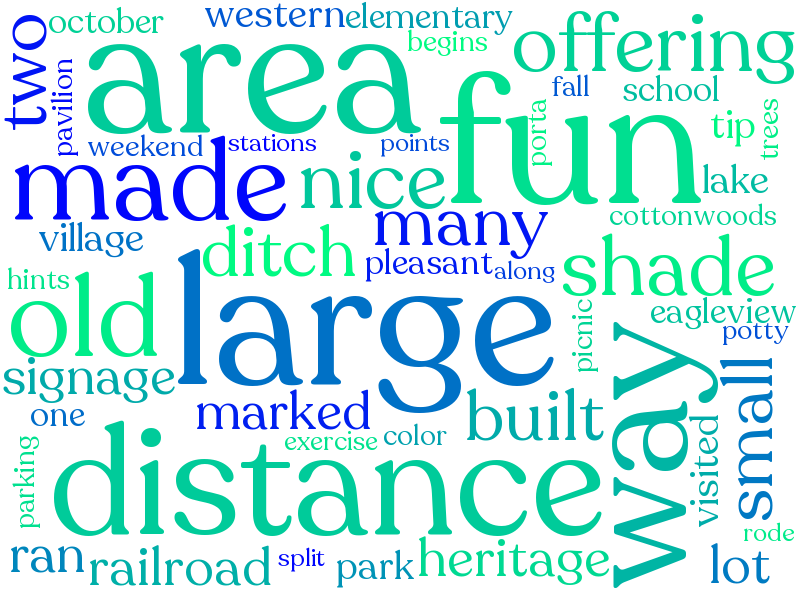 two
october
western
elementary
begins
offering
area
pavilion
weekend
stations
points
fun
fall
school
porta
tip
trees
made
nice
lake
many
cottonwoods
village
ditch
pleasant
along
shade
hints
old
large
eagleview
potty
picnic
signage
way
one
marked
built
small
visited
parking
exercise
color
distance
rode
ran
railroad
split
park
heritage
lot